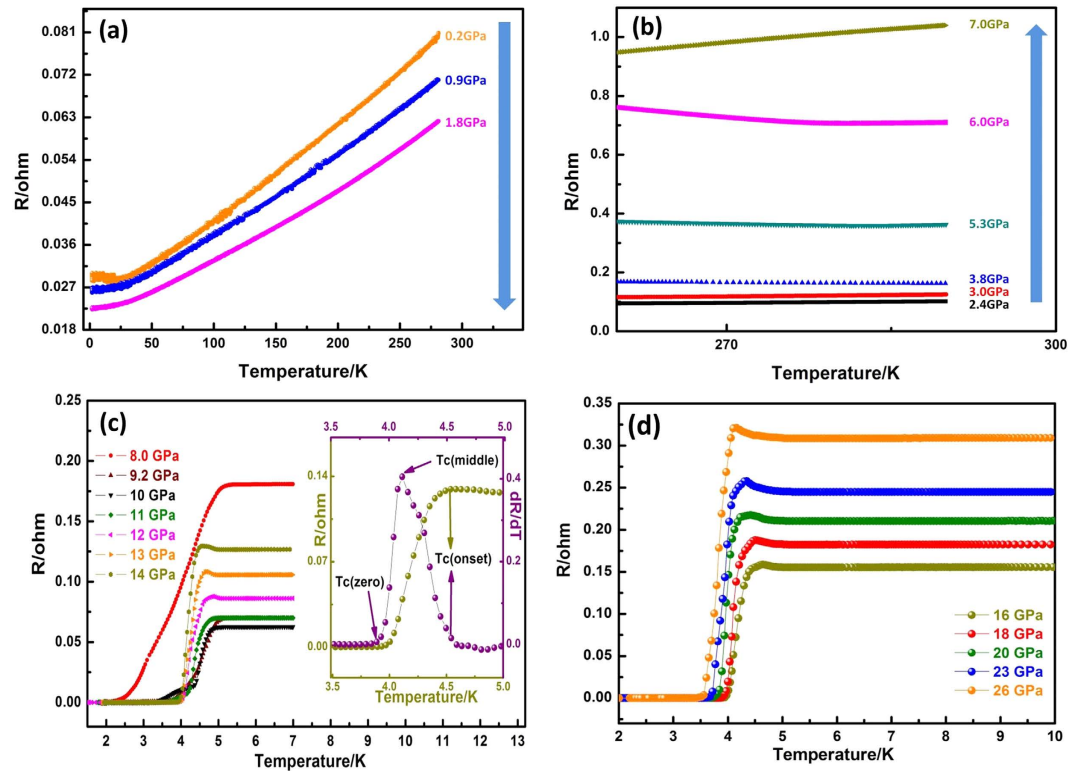 (a)
0.081
0.072
0.063
0.054
0.045
0.036
0.027
0.018
R/ohm
0.2GPa
0.9GPa
1.8GPa
0 50 100 150 200 250 300
Temperature/K
(b)
1.0
0.8
0.6
0.4
0.2
0.0
R/ohm
7.0GPa
6.0GPa
5.3GPa
3.8GPa
3.0GPa
2.4GPa
270 300
Temperature/K
(c)
0.25
0.20
0.15
0.10
0.05
0.00
R/ohm
8.0 GPa
9.2 GPa
10 GPa
11 GPa
12 GPa
13 GPa
14 GPa
2 3 4 5 6 7 8 9 10 11 12 13
Temperature/K
3.5 4.0 4.5 5.0
0.14
0.07
0.00
R/ohm
Tc(middle)
Tc(onset)
Tc(zero)
0.4
0.2
0.0
dR/dT
3.5 4.0 4.5 5.0
Temperature/K
(d)
0.35
0.30
0.25
0.20
0.15
0.10
0.05
0.00
R/ohm
16 GPa
18 GPa
20 GPa
23 GPa
26 GPa
2 3 4 5 6 7 8 9 10
Temperature/K